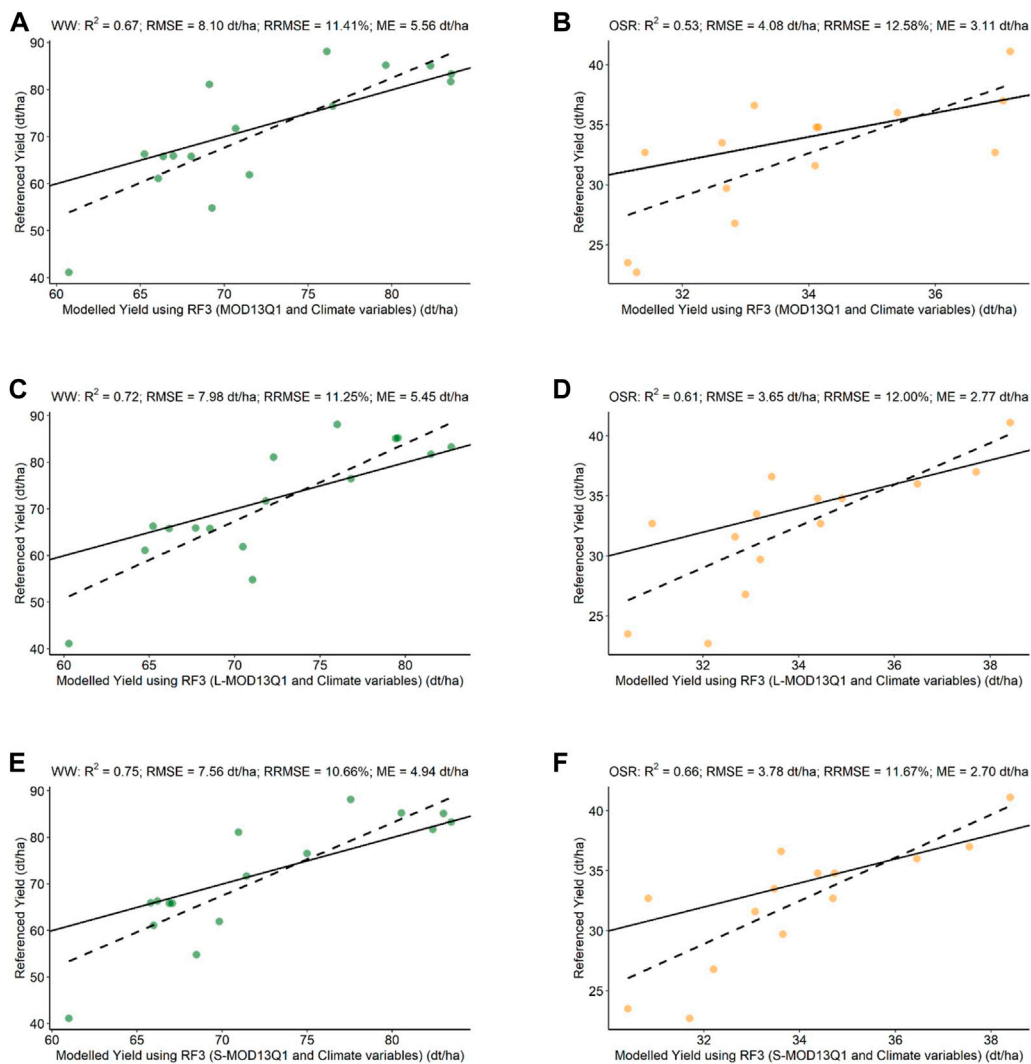 A
WW: R² = 0.67; RMSE = 8.10 dt/ha; RRMSE = 11.41%; ME = 5.56 dt/ha
Referenced Yield (dt/ha)
90
80
70
60
50
40
60 65 70 75 80
Modelled Yield using RF3 (MOD13Q1 and Climate variables) (dt/ha)
B
OSR: R² = 0.53; RMSE = 4.08 dt/ha; RRMSE = 12.58%; ME = 3.11 dt/ha
Referenced Yield (dt/ha)
40
35
30
25
32 34 36
Modelled Yield using RF3 (MOD13Q1 and Climate variables) (dt/ha)
C
WW: R² = 0.72; RMSE = 7.98 dt/ha; RRMSE = 11.25%; ME = 5.45 dt/ha
Referenced Yield (dt/ha)
90
80
70
60
50
40
60 65 70 75 80
Modelled Yield using RF3 (L-MOD13Q1 and Climate variables) (dt/ha)
D
OSR: R² = 0.61; RMSE = 3.65 dt/ha; RRMSE = 12.00%; ME = 2.77 dt/ha
Referenced Yield (dt/ha)
40
35
30
25
32 34 36 38
Modelled Yield using RF3 (L-MOD13Q1 and Climate variables) (dt/ha)
E
WW: R² = 0.75; RMSE = 7.56 dt/ha; RRMSE = 10.66%; ME = 4.94 dt/ha
Referenced Yield (dt/ha)
90
80
70
60
50
40
60 65 70 75 80
Modelled Yield using RF3 (S-MOD13Q1 and Climate variables) (dt/ha)
F
OSR: R² = 0.66; RMSE = 3.78 dt/ha; RRMSE = 11.67%; ME = 2.70 dt/ha
Referenced Yield (dt/ha)
40
35
30
25
32 34 36 38
Modelled Yield using RF3 (S-MOD13Q1 and Climate variables) (dt/ha)